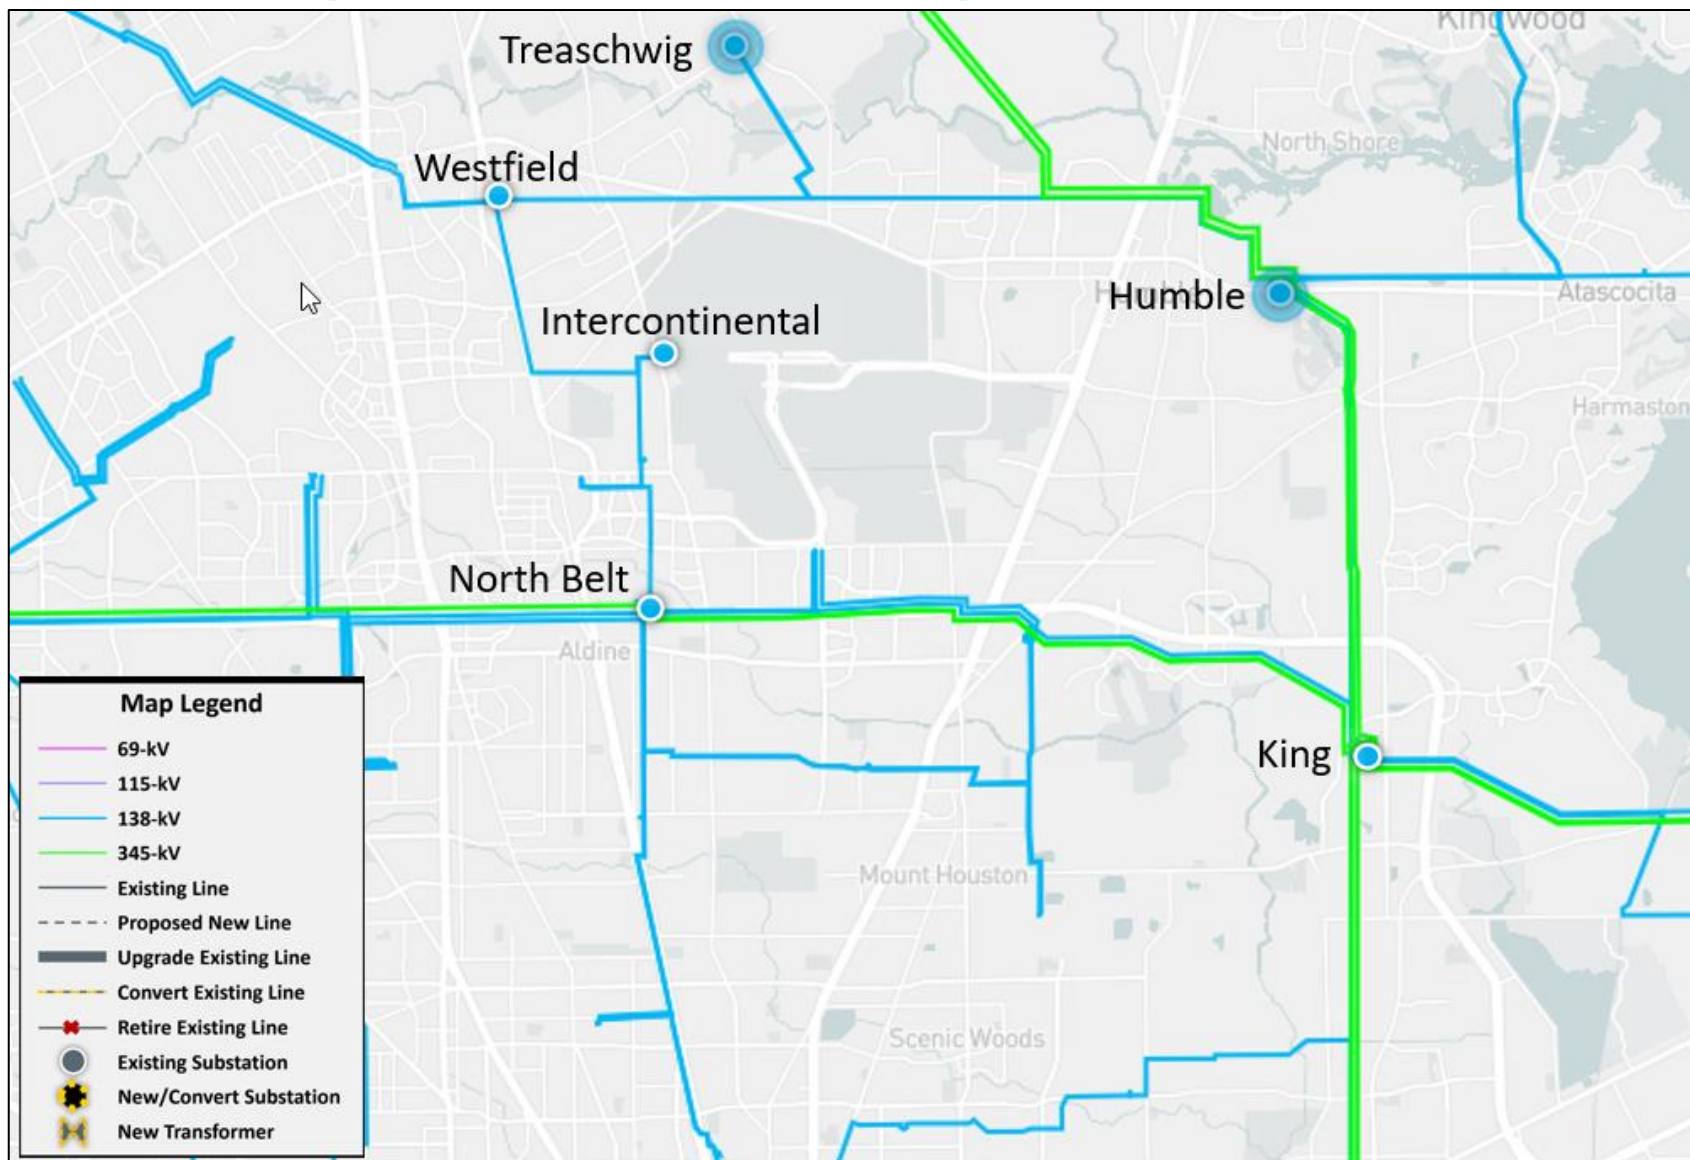 Kingwood
Treaschwig
North Shore
Westfield
Humble
Atascocita
Intercontinental
Harmaston
North Belt
Aldine
King
Mount Houston
Scenic Woods
Map Legend
69-kV
115-kV
138-kV
345-kV
Existing Line
Proposed New Line
Upgrade Existing Line
Convert Existing Line
Retire Existing Line
Existing Substation
New/Convert Substation
New Transformer